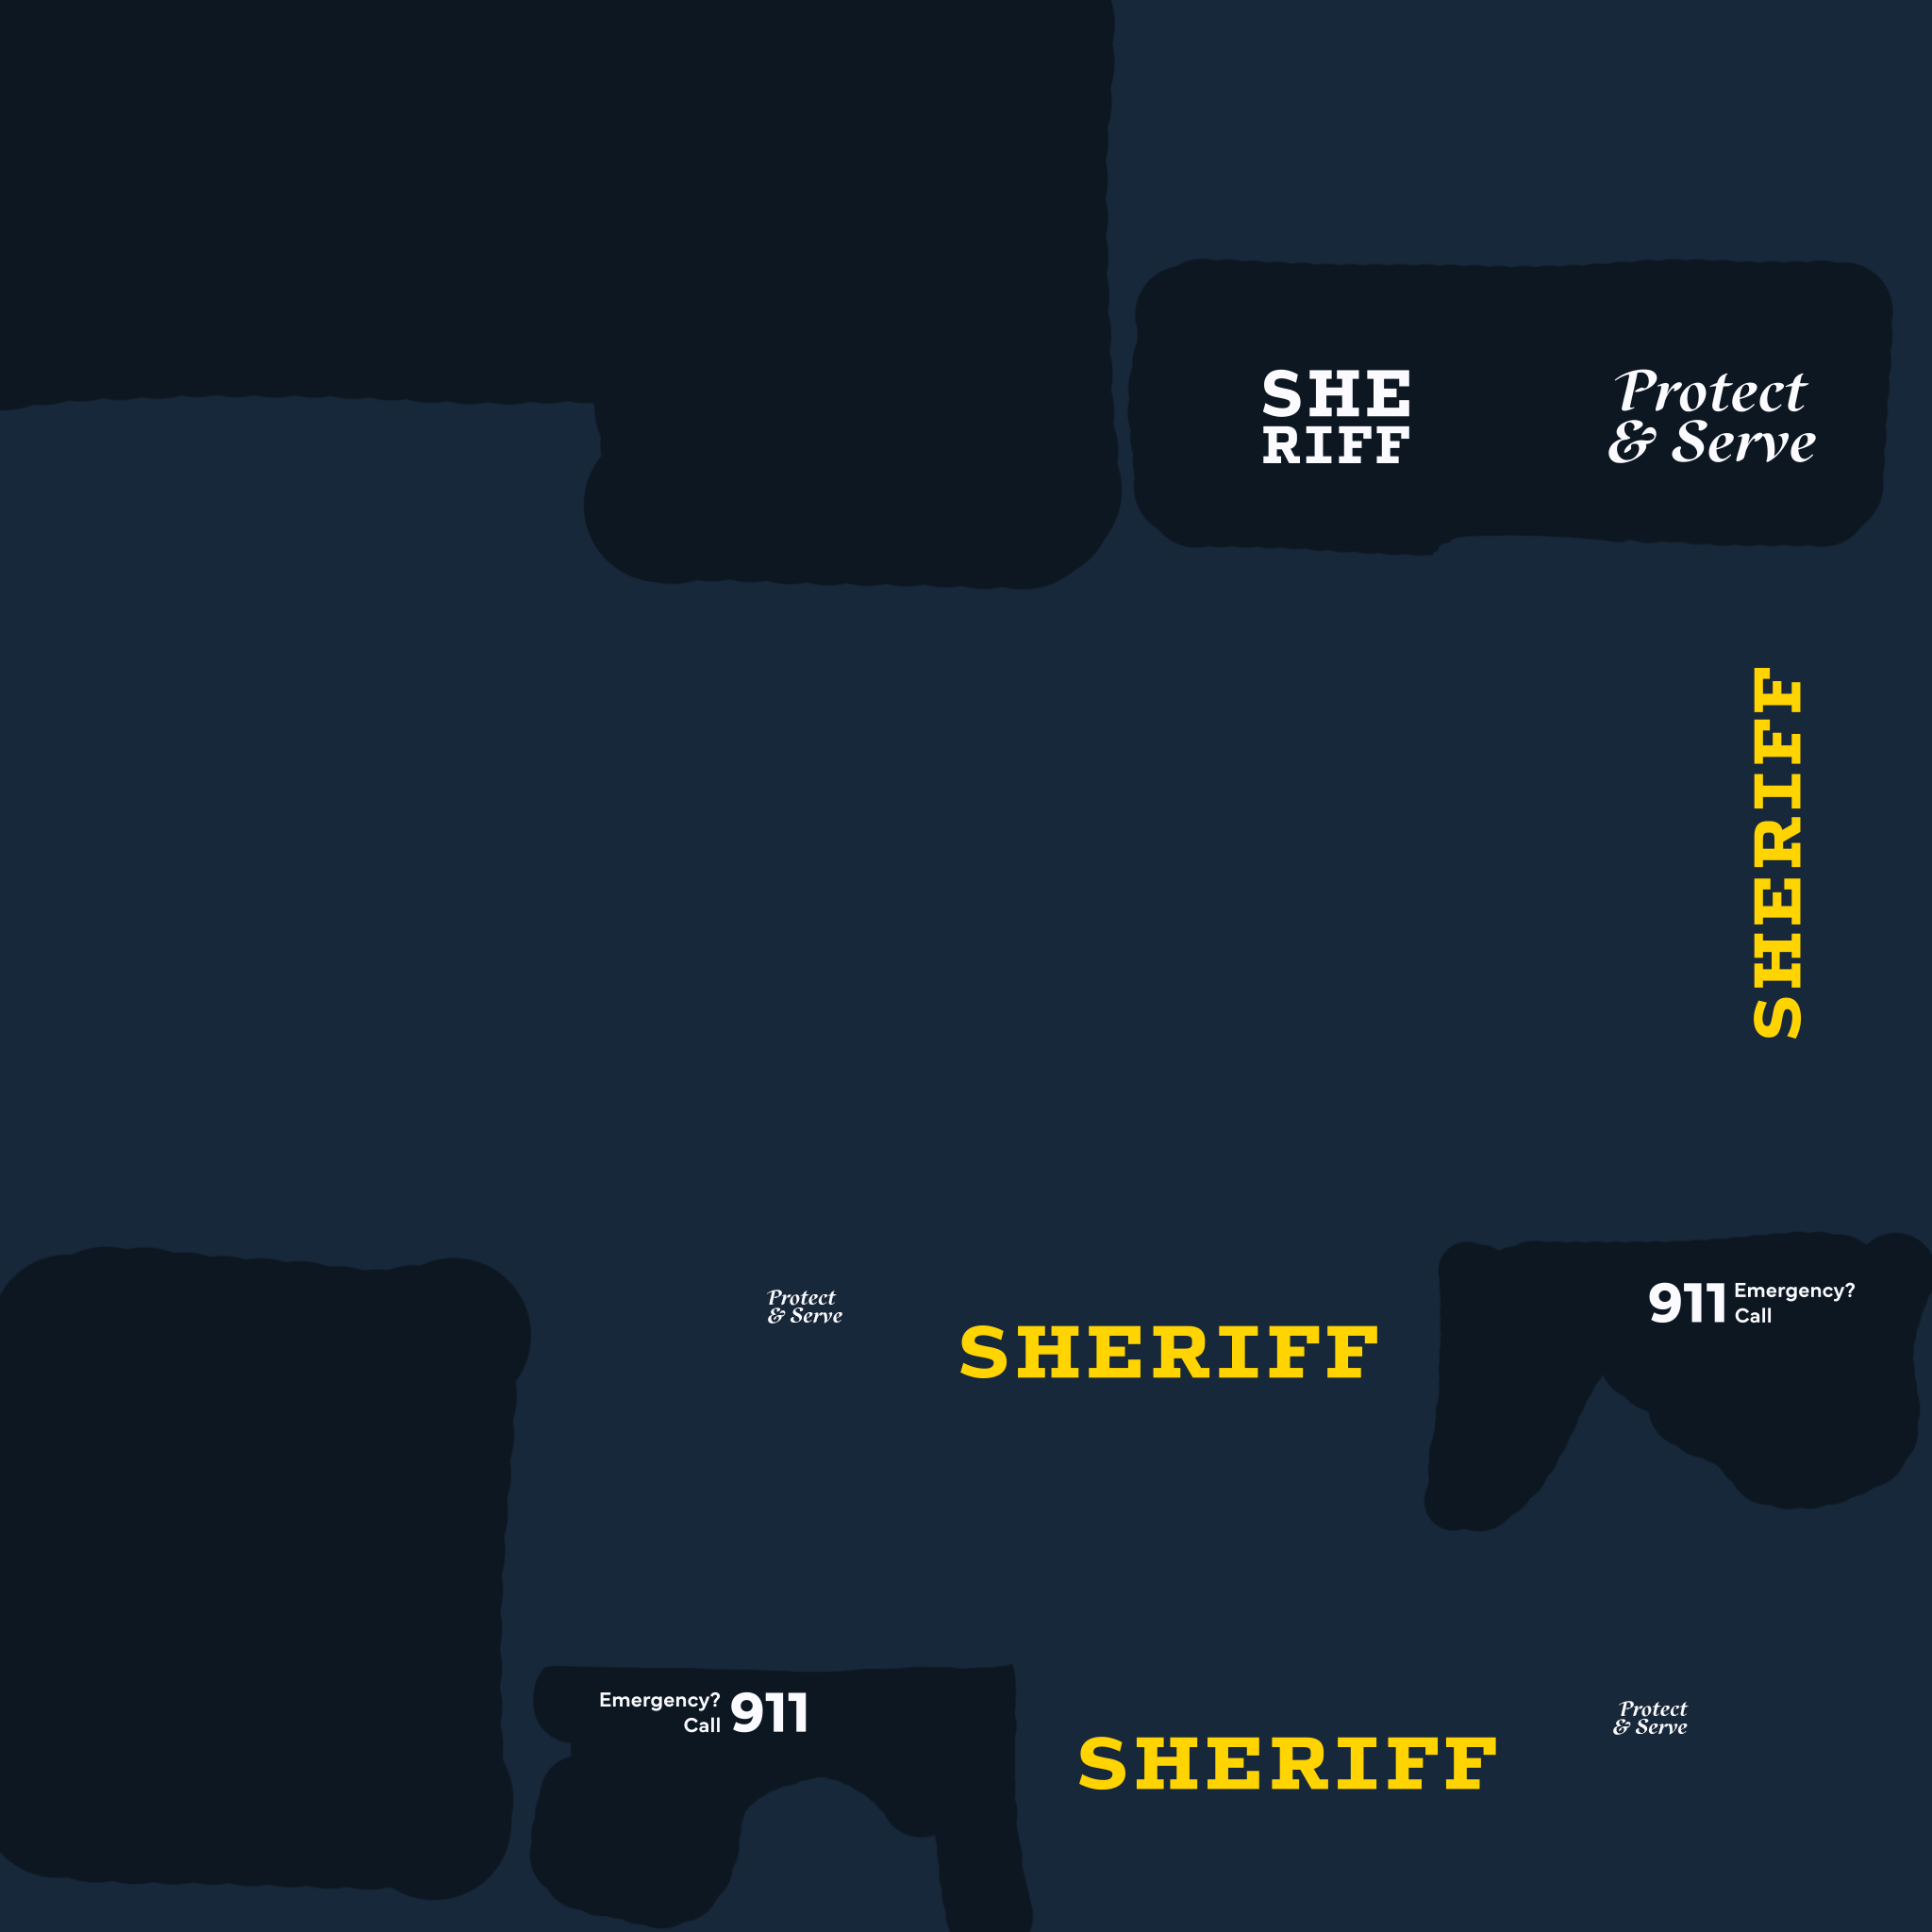 SHE
RIFF
Protect
& Serve
SHERIFF
Protect
& Serve
SHERIFF
911 Emergency?
Call
Emergency?
Call 911
SHERIFF
Protect
& Serve